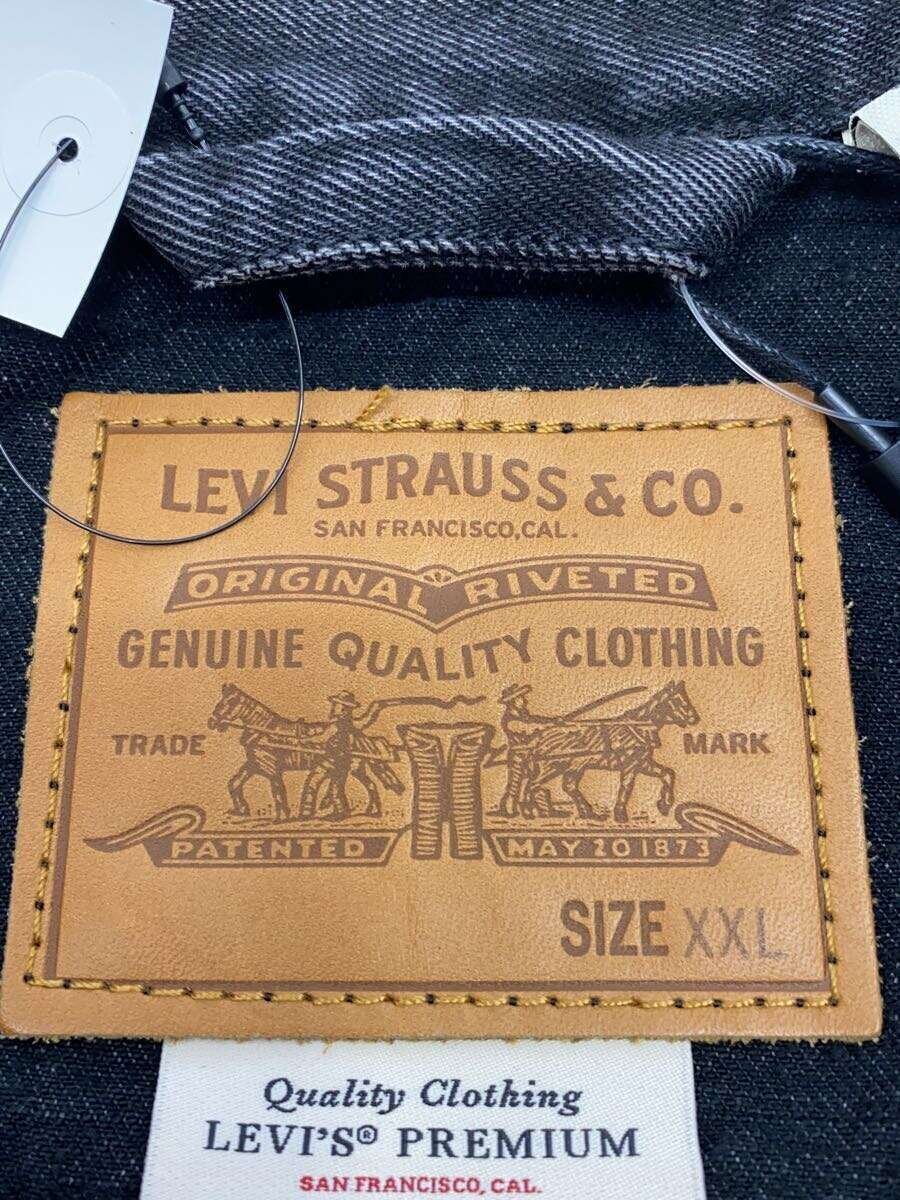 LEVI STRAUSS & CO.
SAN FRANCISCO, CAL.
ORIGINAL RIVETED
GENUINE QUALITY CLOTHING
TRADE MARK
PATENTED MAY 20 1873
SIZE XXL
Quality Clothing
LEVI'S® PREMIUM
SAN FRANCISCO, CAL.